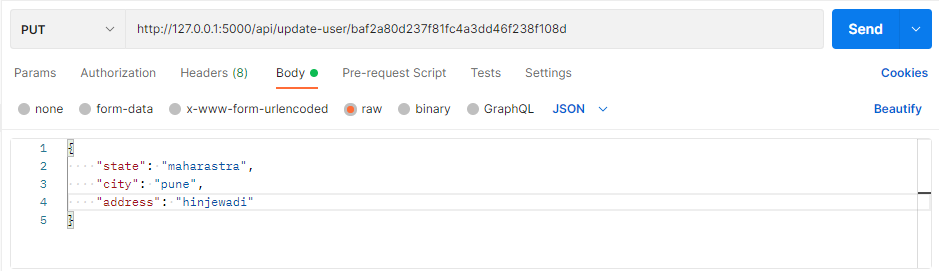 PUT http://127.0.0.1:5000/api/update-user/baf2a80d237f81fc4a3dd46f238f108d Send
Params Authorization Headers (8) Body Pre-request Script Tests Settings Cookies
none form-data x-www-form-urlencoded raw binary GraphQL JSON Beautify
1 {
2 "state": "maharastra",
3 "city": "pune",
4 "address": "hinjewadi"
5 }